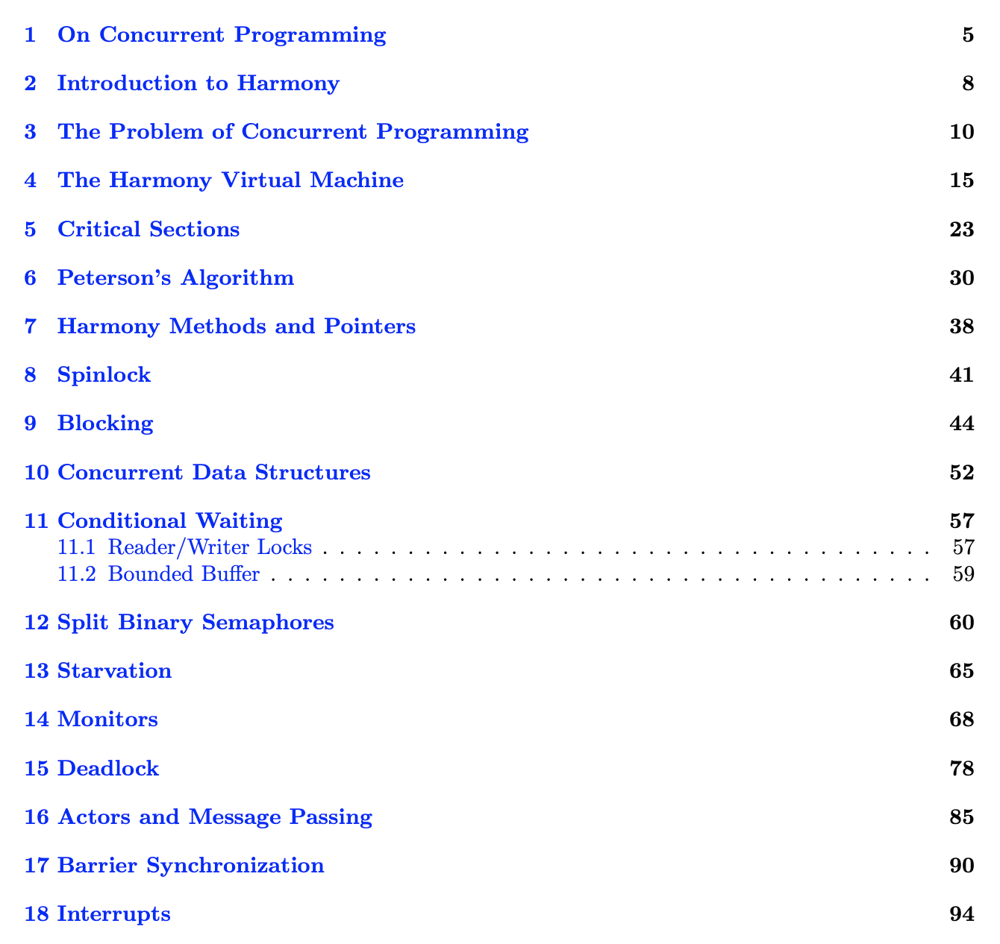 1 On Concurrent Programming 5
2 Introduction to Harmony 8
3 The Problem of Concurrent Programming 10
4 The Harmony Virtual Machine 15
5 Critical Sections 23
6 Peterson's Algorithm 30
7 Harmony Methods and Pointers 38
8 Spinlock 41
9 Blocking 44
10 Concurrent Data Structures 52
11 Conditional Waiting 57
11.1 Reader/Writer Locks . . . . . . . . . . . . . . . . . . . . . . . . . . . . . . . . . . . . 57
11.2 Bounded Buffer . . . . . . . . . . . . . . . . . . . . . . . . . . . . . . . . . . . . . . . 59
12 Split Binary Semaphores 60
13 Starvation 65
14 Monitors 68
15 Deadlock 78
16 Actors and Message Passing 85
17 Barrier Synchronization 90
18 Interrupts 94